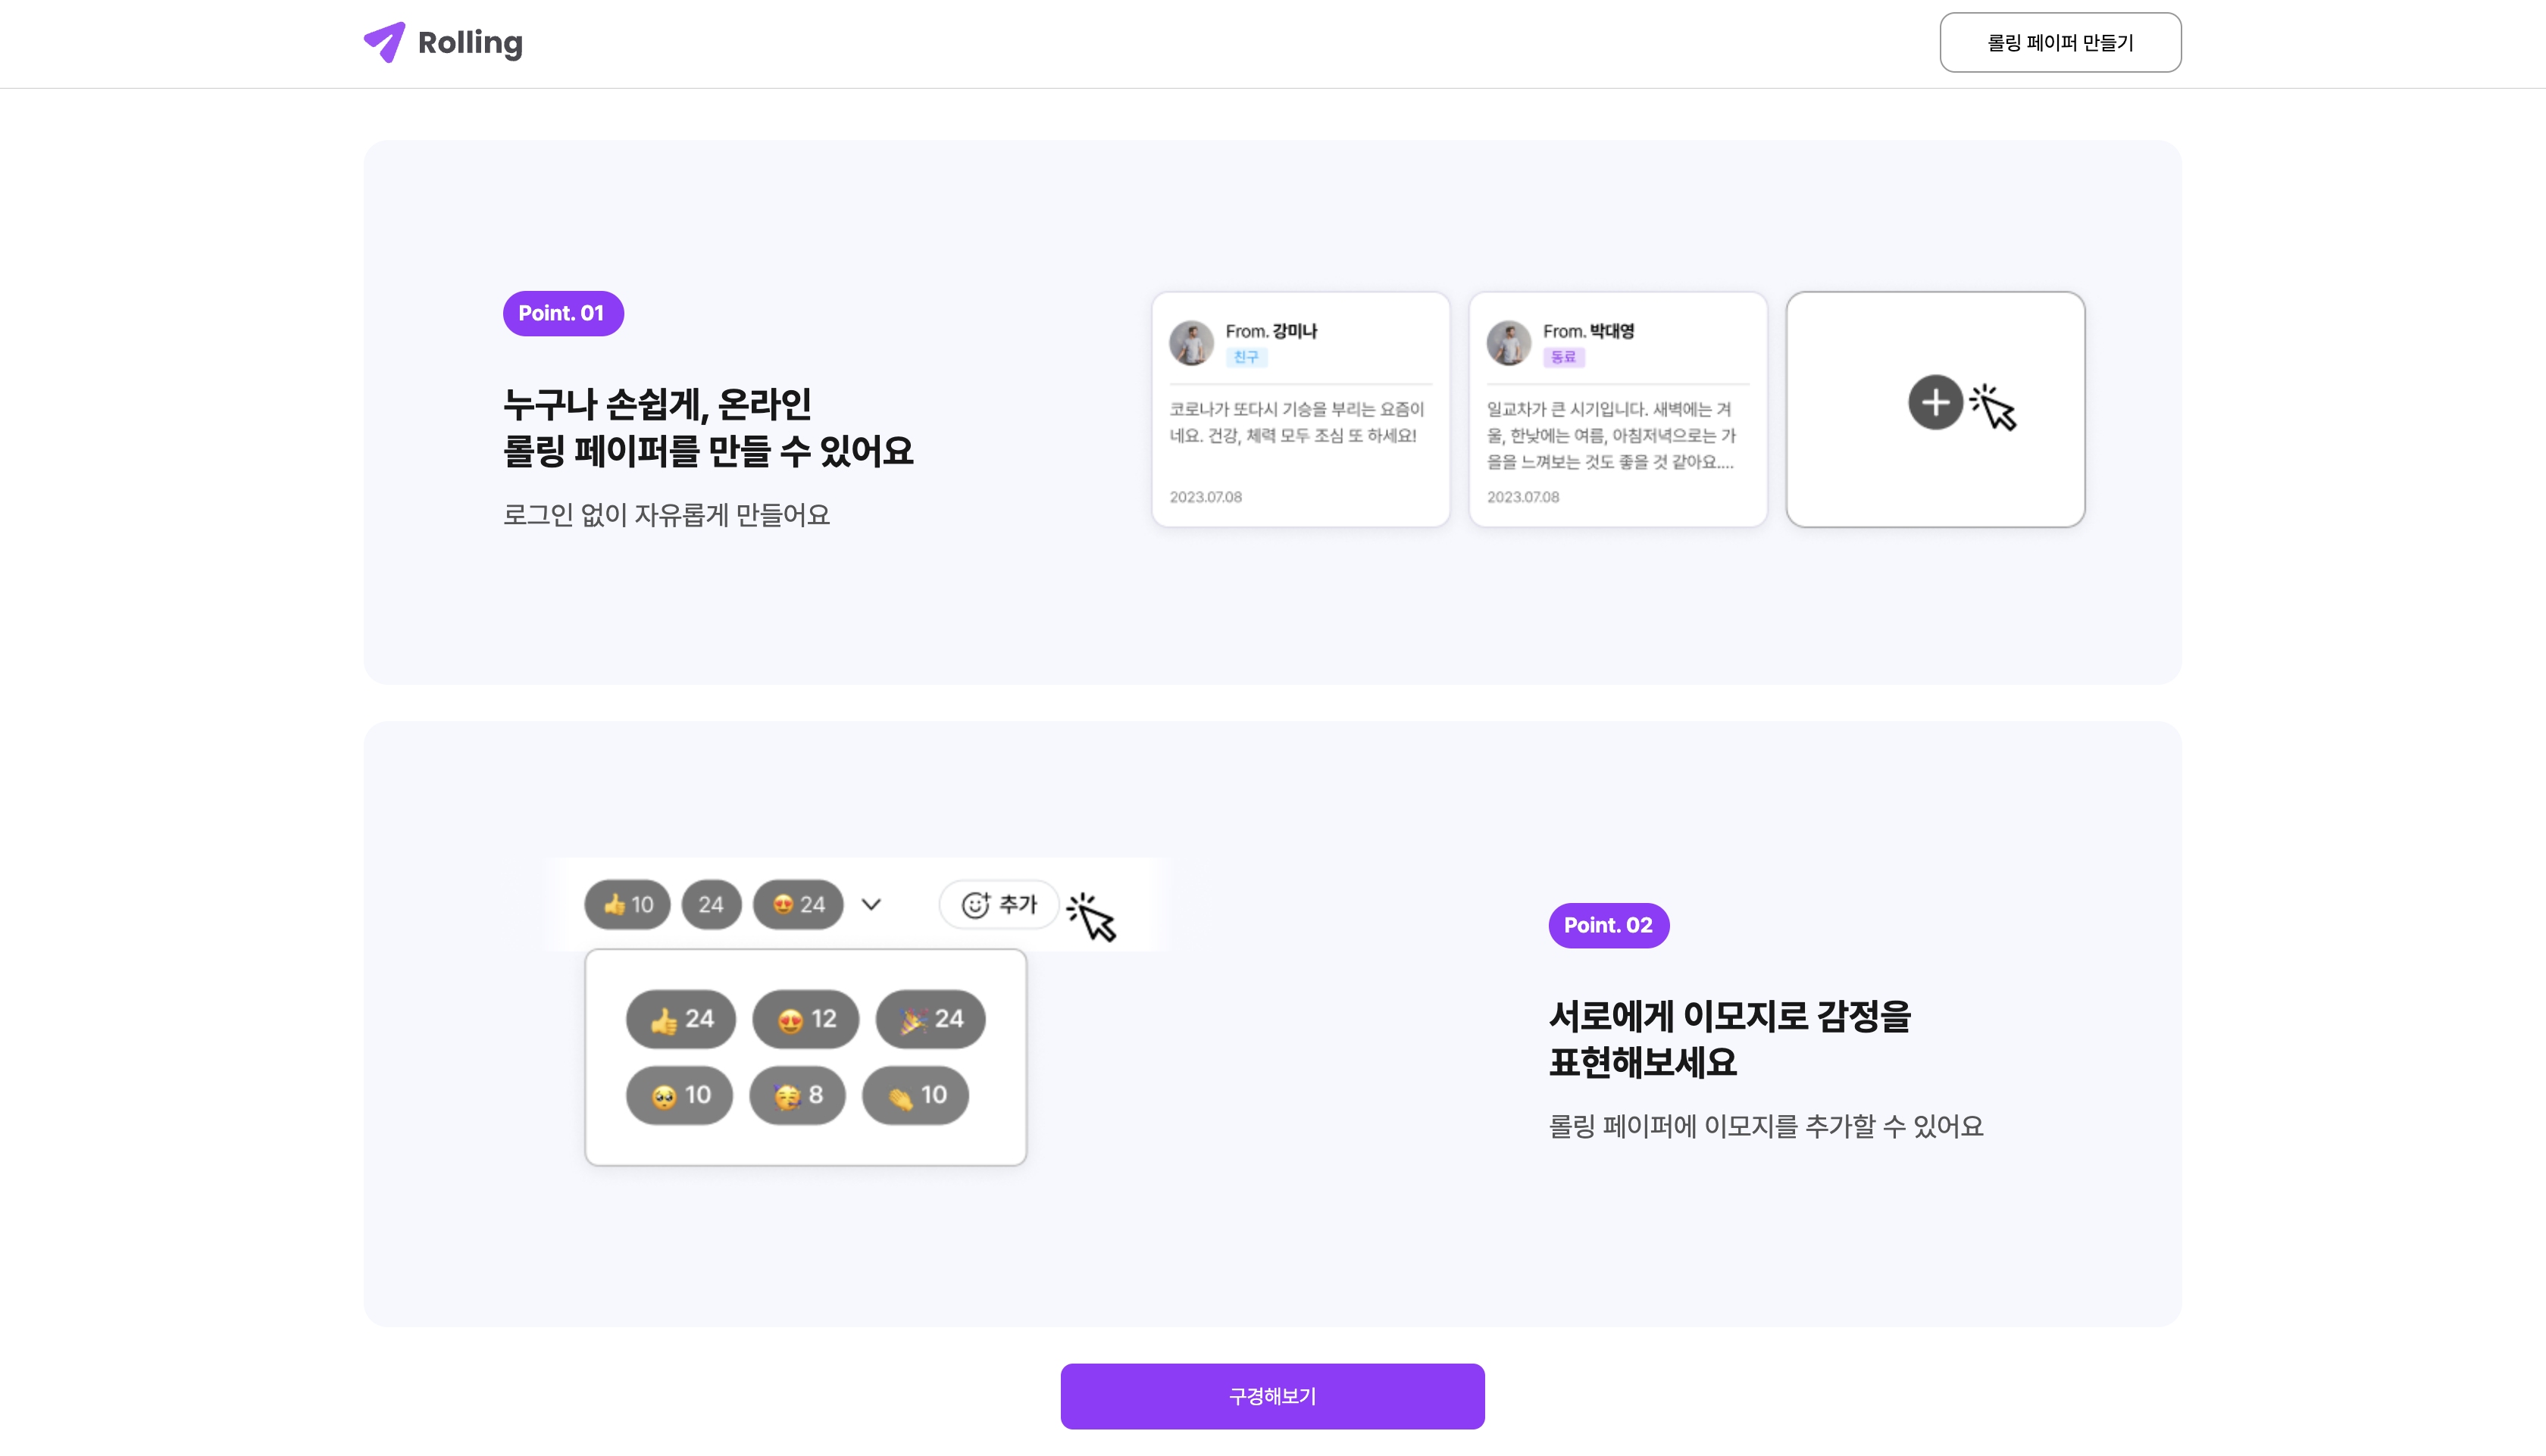 Rolling
롤링 페이퍼 만들기
Point. 01
누구나 손쉽게, 온라인
롤링 페이퍼를 만들 수 있어요
로그인 없이 자유롭게 만들어요
From. 강미나
친구
코로나가 또다시 기승을 부리는 요즘이
네요. 건강, 체력 모두 조심 또 하세요!
2023.07.08
From. 박대영
동료
일교차가 큰 시기입니다. 새벽에는 겨
울, 한낮에는 여름, 아침저녁으로는 가
을을 느껴보는 것도 좋을 것 같아요....
2023.07.08
👍 10 24 😍 24 추가
👍 24 😍 12 🎉 24
🥺 10 🥳 8 👏 10
Point. 02
서로에게 이모지로 감정을
표현해보세요
롤링 페이퍼에 이모지를 추가할 수 있어요
구경해보기